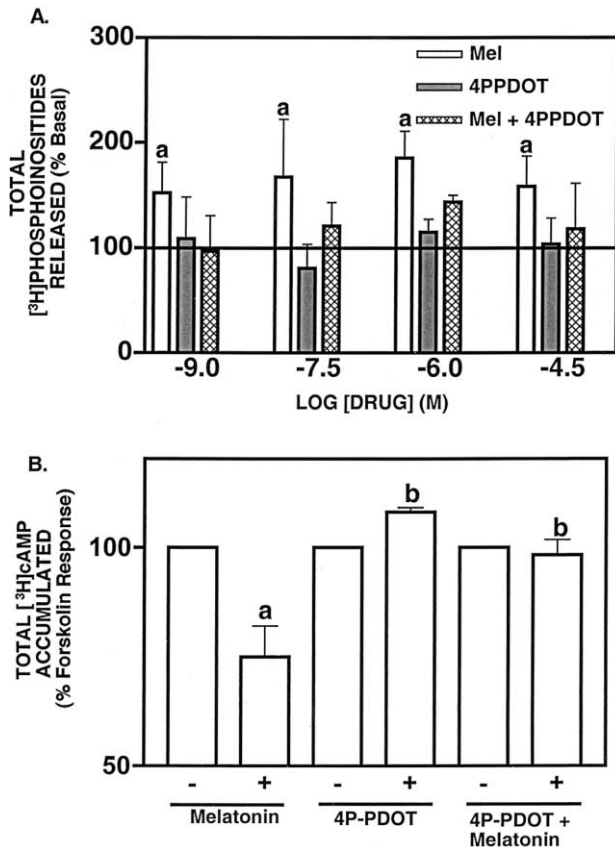 A.
300
200
100
0
TOTAL
[³H]PHOSPHOINOSITIDES
RELEASED (% Basal)
Mel
4PPDOT
Mel + 4PPDOT
a
a
a
a
-9.0
-7.5
-6.0
-4.5
LOG [DRUG] (M)
B.
TOTAL [³H]cAMP
ACCUMULATED
(% Forskolin Response)
100
50
a
b
b
- + - + - +
Melatonin
4P-PDOT
4P-PDOT +
Melatonin